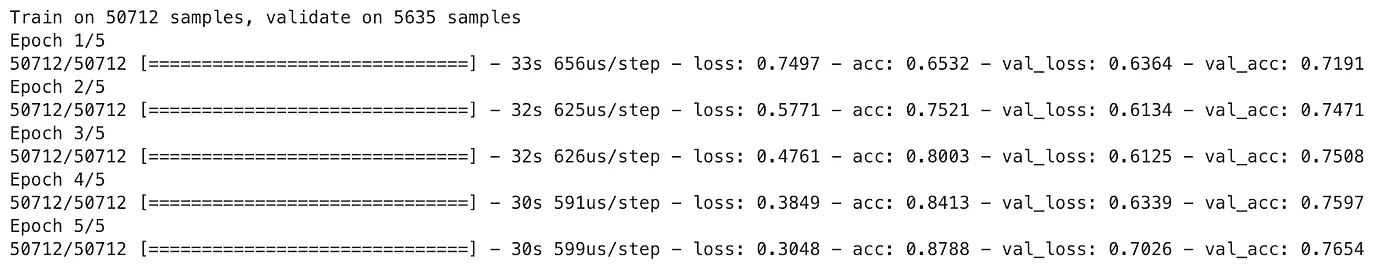 Train on 50712 samples, validate on 5635 samples
Epoch 1/5
50712/50712 [==============================] - 33s 656us/step - loss: 0.7497 - acc: 0.6532 - val_loss: 0.6364 - val_acc: 0.7191
Epoch 2/5
50712/50712 [==============================] - 32s 625us/step - loss: 0.5771 - acc: 0.7521 - val_loss: 0.6134 - val_acc: 0.7471
Epoch 3/5
50712/50712 [==============================] - 32s 626us/step - loss: 0.4761 - acc: 0.8003 - val_loss: 0.6125 - val_acc: 0.7508
Epoch 4/5
50712/50712 [==============================] - 30s 591us/step - loss: 0.3849 - acc: 0.8413 - val_loss: 0.6339 - val_acc: 0.7597
Epoch 5/5
50712/50712 [==============================] - 30s 599us/step - loss: 0.3048 - acc: 0.8788 - val_loss: 0.7026 - val_acc: 0.7654